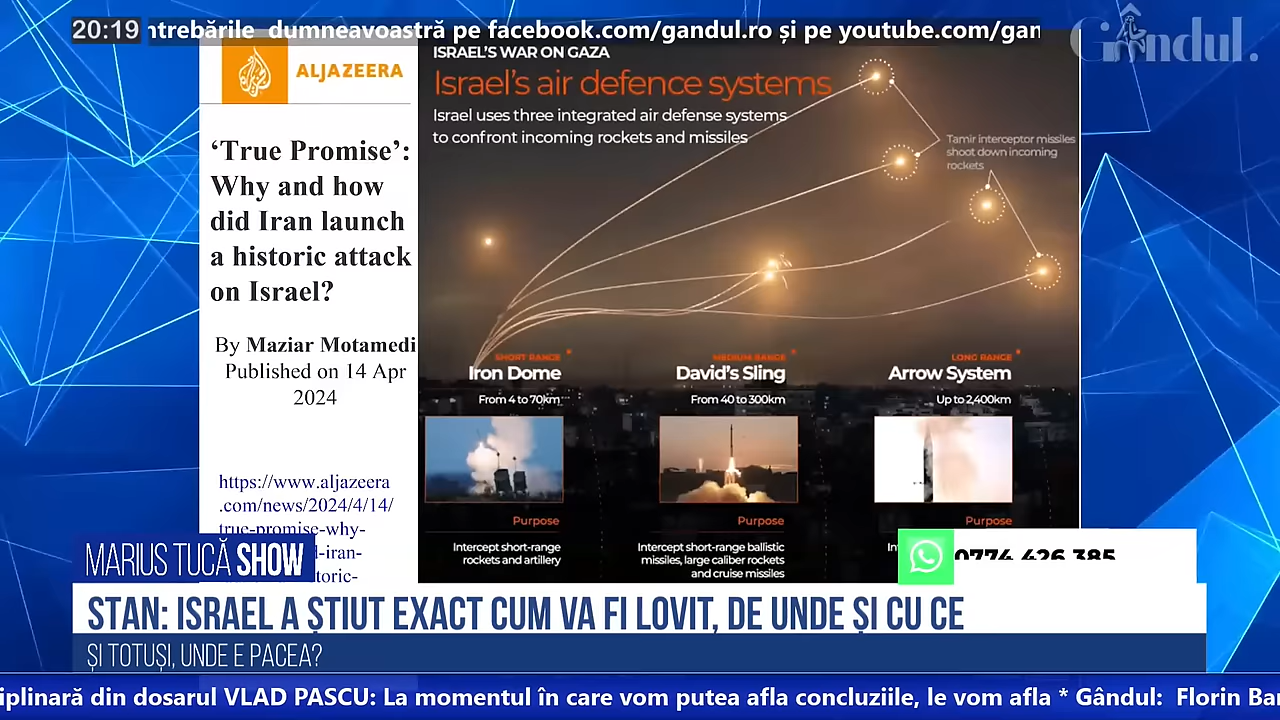 20:19
ntrebările dumneavoastră pe facebook.com/gandul.ro și pe youtube.com/gan
Gândul.
ALJAZEERA
‘True Promise’:
Why and how
did Iran launch
a historic attack
on Israel?
By Maziar Motamedi
Published on 14 Apr
2024
https://www.aljazeera
.com/news/2024/4/14/
true-promise-why-
-iran-
toric-
ISRAEL’S WAR ON GAZA
Israel’s air defence systems
Israel uses three integrated air defense systems
to confront incoming rockets and missiles
Tamir interceptor missiles
shoot down incoming
rockets
SHORT RANGE
Iron Dome
From 4 to 70km
Purpose
Intercept short-range
rockets and artillery
MEDIUM RANGE
David’s Sling
From 40 to 300km
Purpose
Intercept short-range ballistic
missiles, large caliber rockets
and cruise missiles
LONG RANGE
Arrow System
Up to 2,400km
Purpose
MARIUS TUCĂ SHOW
0774 426 385
STAN: ISRAEL A ȘTIUT EXACT CUM VA FI LOVIT, DE UNDE ȘI CU CE
ȘI TOTUȘI, UNDE E PACEA?
iplinară din dosarul VLAD PASCU: La momentul în care vom putea afla concluziile, le vom afla * Gândul: Florin Ba